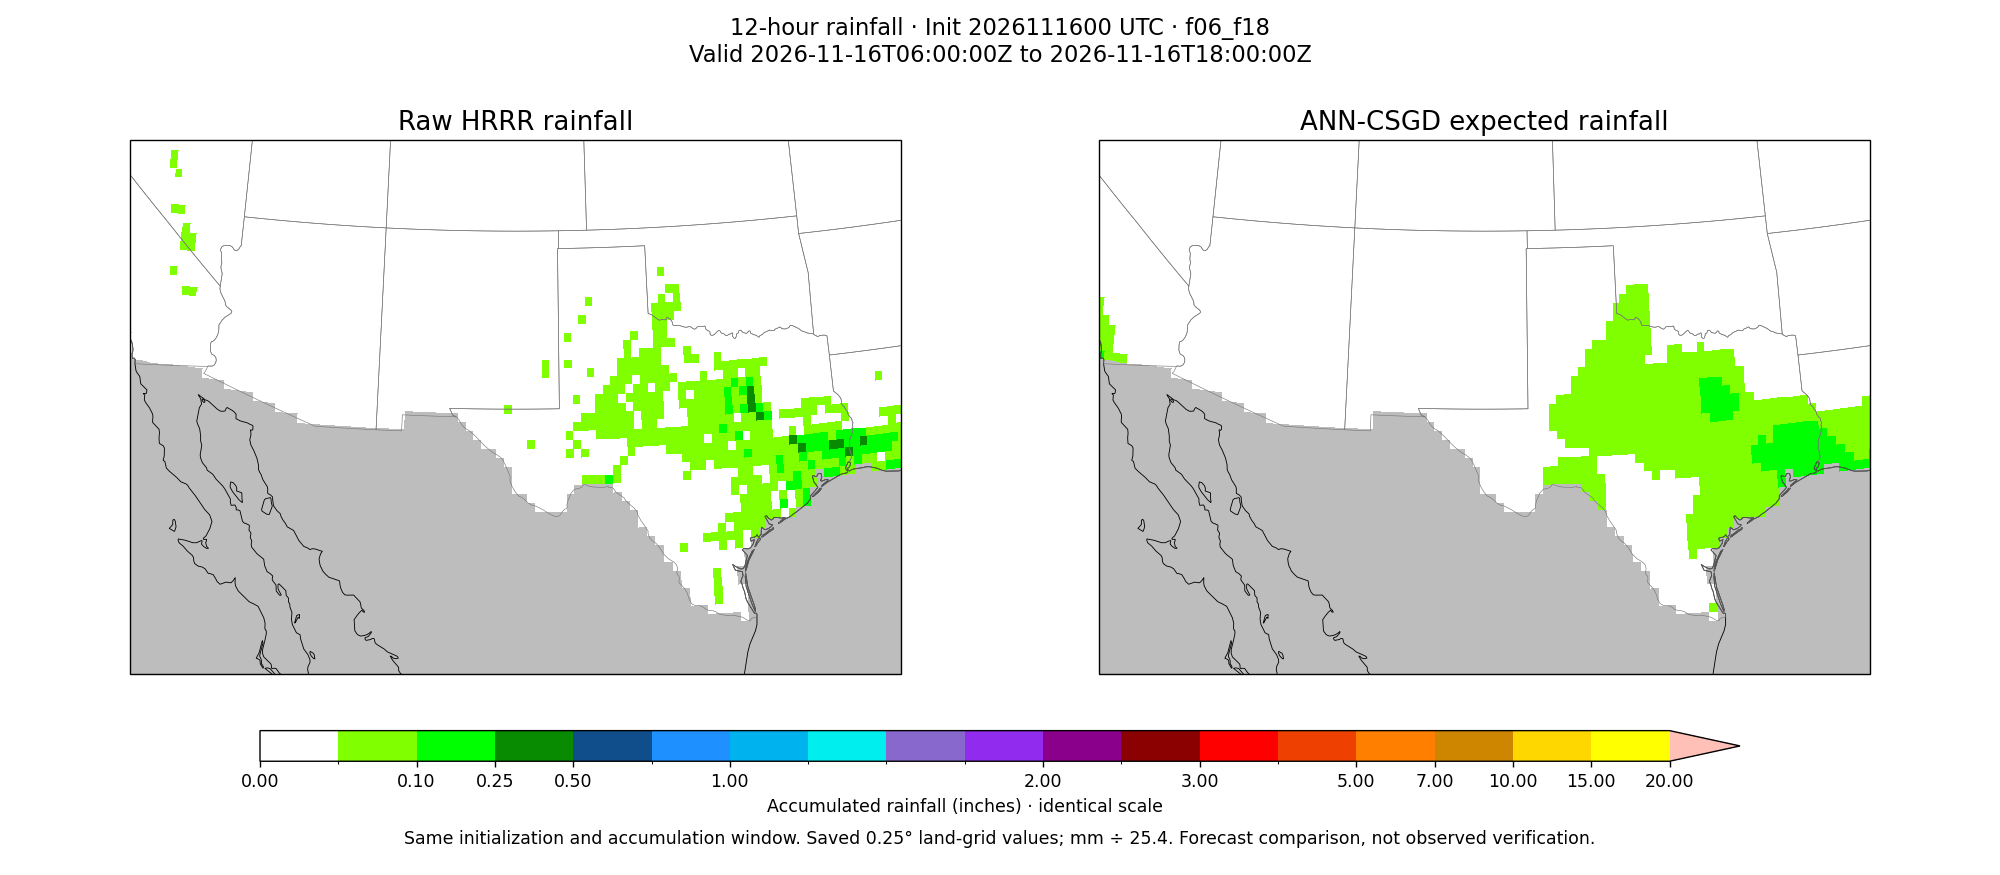 12-hour rainfall · Init 2026111600 UTC · f06_f18
Valid 2026-11-16T06:00:00Z to 2026-11-16T18:00:00Z
Raw HRRR rainfall
ANN-CSGD expected rainfall
0.00 0.10 0.25 0.50 1.00 2.00 3.00 5.00 7.00 10.00 15.00 20.00
Accumulated rainfall (inches) · identical scale
Same initialization and accumulation window. Saved 0.25° land-grid values; mm ÷ 25.4. Forecast comparison, not observed verification.